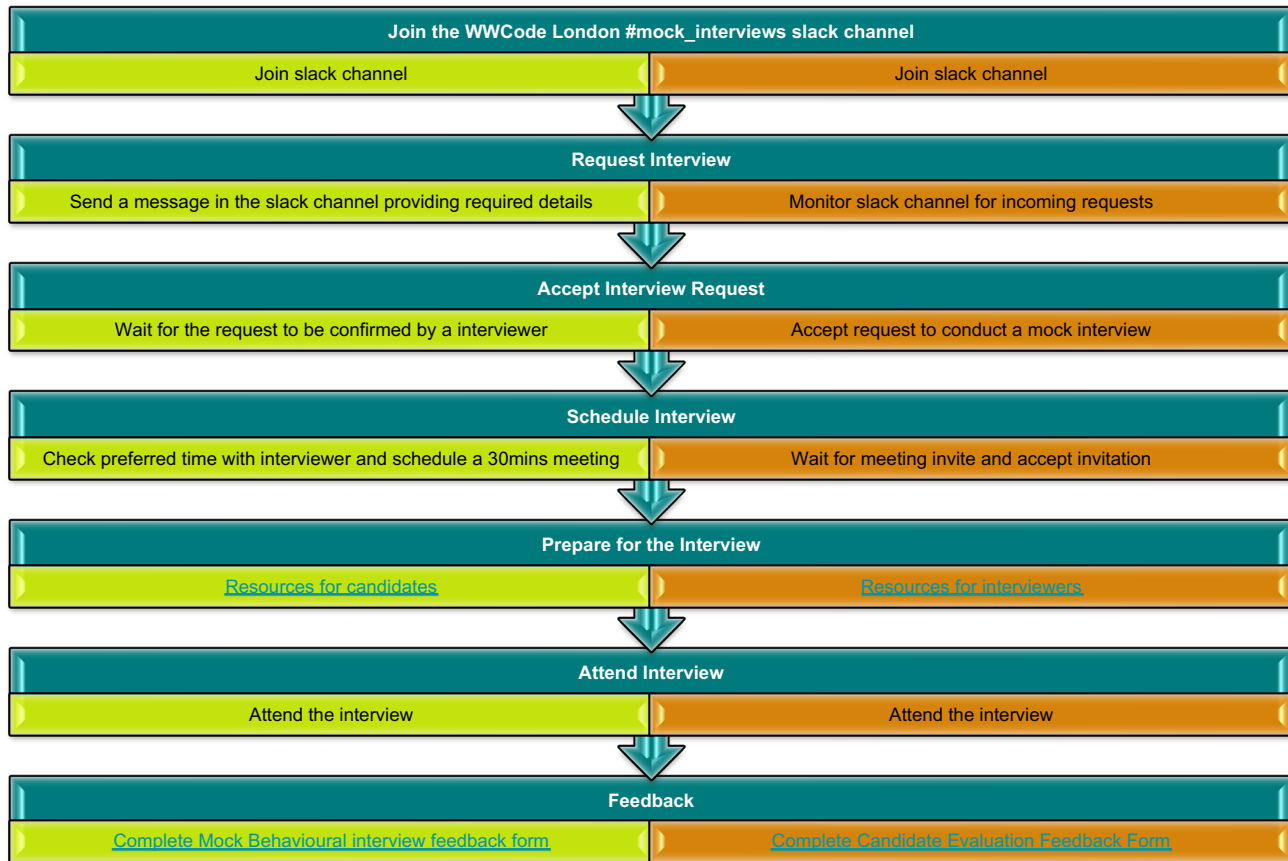 Join the WWCode London #mock_interviews slack channel
Join slack channel
Join slack channel
Request Interview
Send a message in the slack channel providing required details
Monitor slack channel for incoming requests
Accept Interview Request
Wait for the request to be confirmed by a interviewer
Accept request to conduct a mock interview
Schedule Interview
Check preferred time with interviewer and schedule a 30mins meeting
Wait for meeting invite and accept invitation
Prepare for the Interview
Resources for candidates
Resources for interviewers
Attend Interview
Attend the interview
Attend the interview
Feedback
Complete Mock Behavioural interview feedback form
Complete Candidate Evaluation Feedback Form